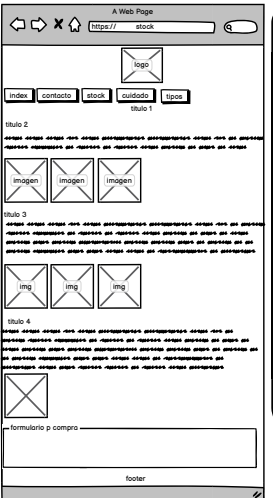 A Web Page
https:// stock
logo
index contacto stock cuidado tipos
titulo 1
titulo 2
imagen imagen imagen
titulo 3
img img img
titulo 4
formulario p compra
footer